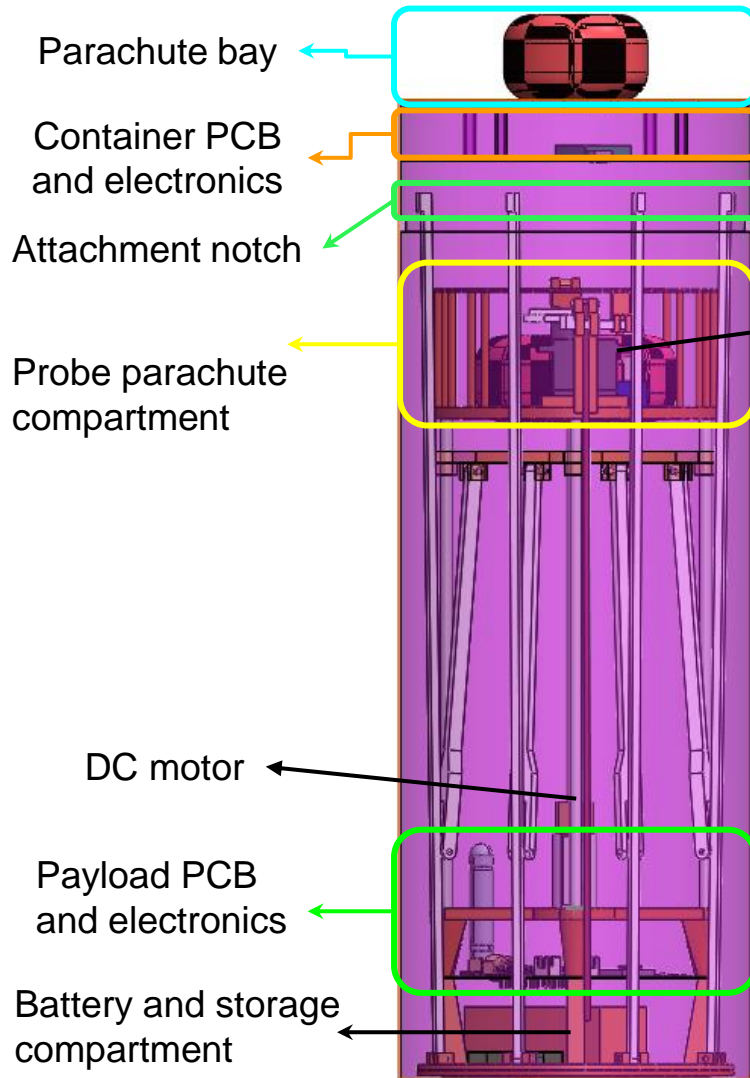 Parachute bay
Container PCB
and electronics
Attachment notch
Probe parachute
compartment
DC motor
Payload PCB
and electronics
Battery and storage
compartment